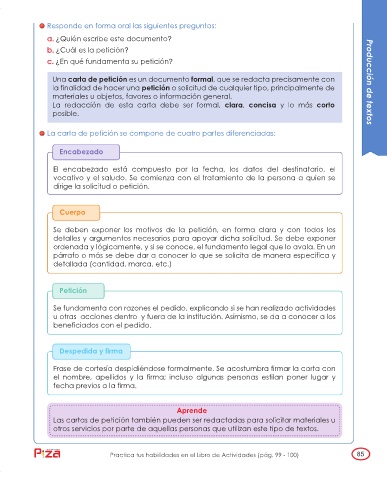 Responde en forma oral las siguientes preguntas:
a. ¿Quién escribe este documento?
b. ¿Cuál es la petición?
c. ¿En qué fundamenta su petición?
Una carta de petición es un documento formal, que se redacta precisamente con
la finalidad de hacer una petición o solicitud de cualquier tipo, principalmente de
materiales u objetos, favores o información general.
La redacción de esta carta debe ser formal, clara, concisa y lo más corto
posible.
La carta de petición se compone de cuatro partes diferenciadas:
Encabezado
El encabezado está compuesto por la fecha, los datos del destinatario, el
vocativo y el saludo. Se comienza con el tratamiento de la persona a quien se
dirige la solicitud o petición.
Cuerpo
Se deben exponer los motivos de la petición, en forma clara y con todos los
detalles y argumentos necesarios para apoyar dicha solicitud. Se debe exponer
ordenada y lógicamente, y si se conoce, el fundamento legal que lo avala. En un
párrafo o más se debe dar a conocer lo que se solicita de manera específica y
detallada (cantidad, marca, etc.)
Petición
Se fundamenta con razones el pedido, explicando si se han realizado actividades
u otras acciones dentro y fuera de la institución. Asimismo, se da a conocer a los
beneficiados con el pedido.
Despedida y firma
Frase de cortesía despidiéndose formalmente. Se acostumbra firmar la carta con
el nombre, apellidos y la firma; incluso algunas personas estilan poner lugar y
fecha previos a la firma.
Aprende
Las cartas de petición también pueden ser redactadas para solicitar materiales u
otros servicios por parte de aquellas personas que utilizan este tipo de textos.
Producción de textos
Practica tus habilidades en el Libro de Actividades (pág. 99 - 100)
85